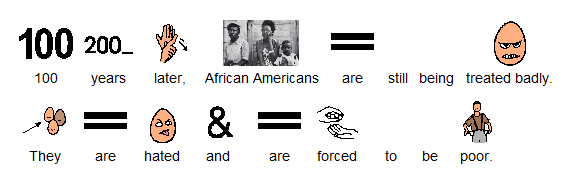 100 200_
100 years later, African Americans are still being treated badly.
&
They are hated and are forced to be poor.